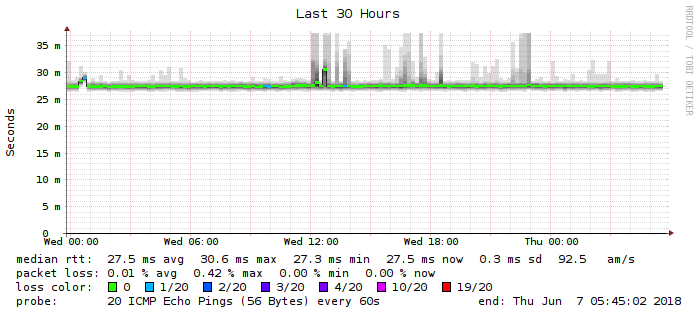 Last 30 Hours
RRDTOOL / TOBI OETIKER
Seconds
35 m
30 m
25 m
20 m
15 m
10 m
5 m
0
Wed 00:00 Wed 06:00 Wed 12:00 Wed 18:00 Thu 00:00
median rtt: 27.5 ms avg 30.6 ms max 27.3 ms min 27.5 ms now 0.3 ms sd 92.5 am/s
packet loss: 0.01 % avg 0.42 % max 0.00 % min 0.00 % now
loss color: 0 1/20 2/20 3/20 4/20 10/20 19/20
probe: 20 ICMP Echo Pings (56 Bytes) every 60s end: Thu Jun 7 05:45:02 2018